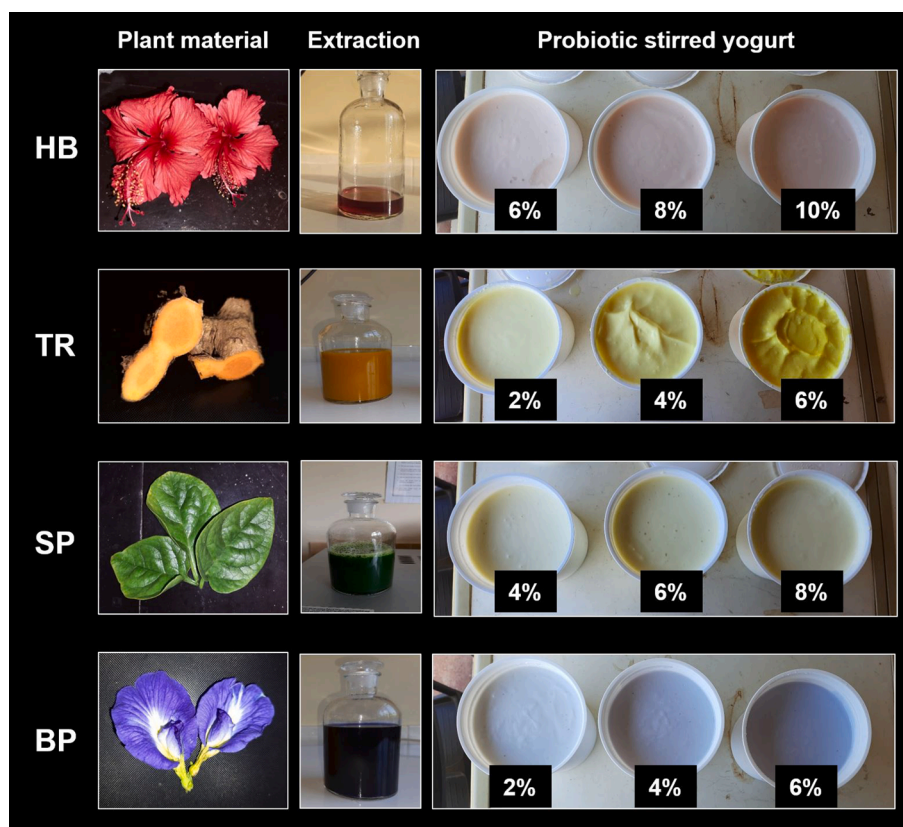 Plant material Extraction Probiotic stirred yogurt
HB
6% 8% 10%
TR
2% 4% 6%
SP
4% 6% 8%
BP
2% 4% 6%